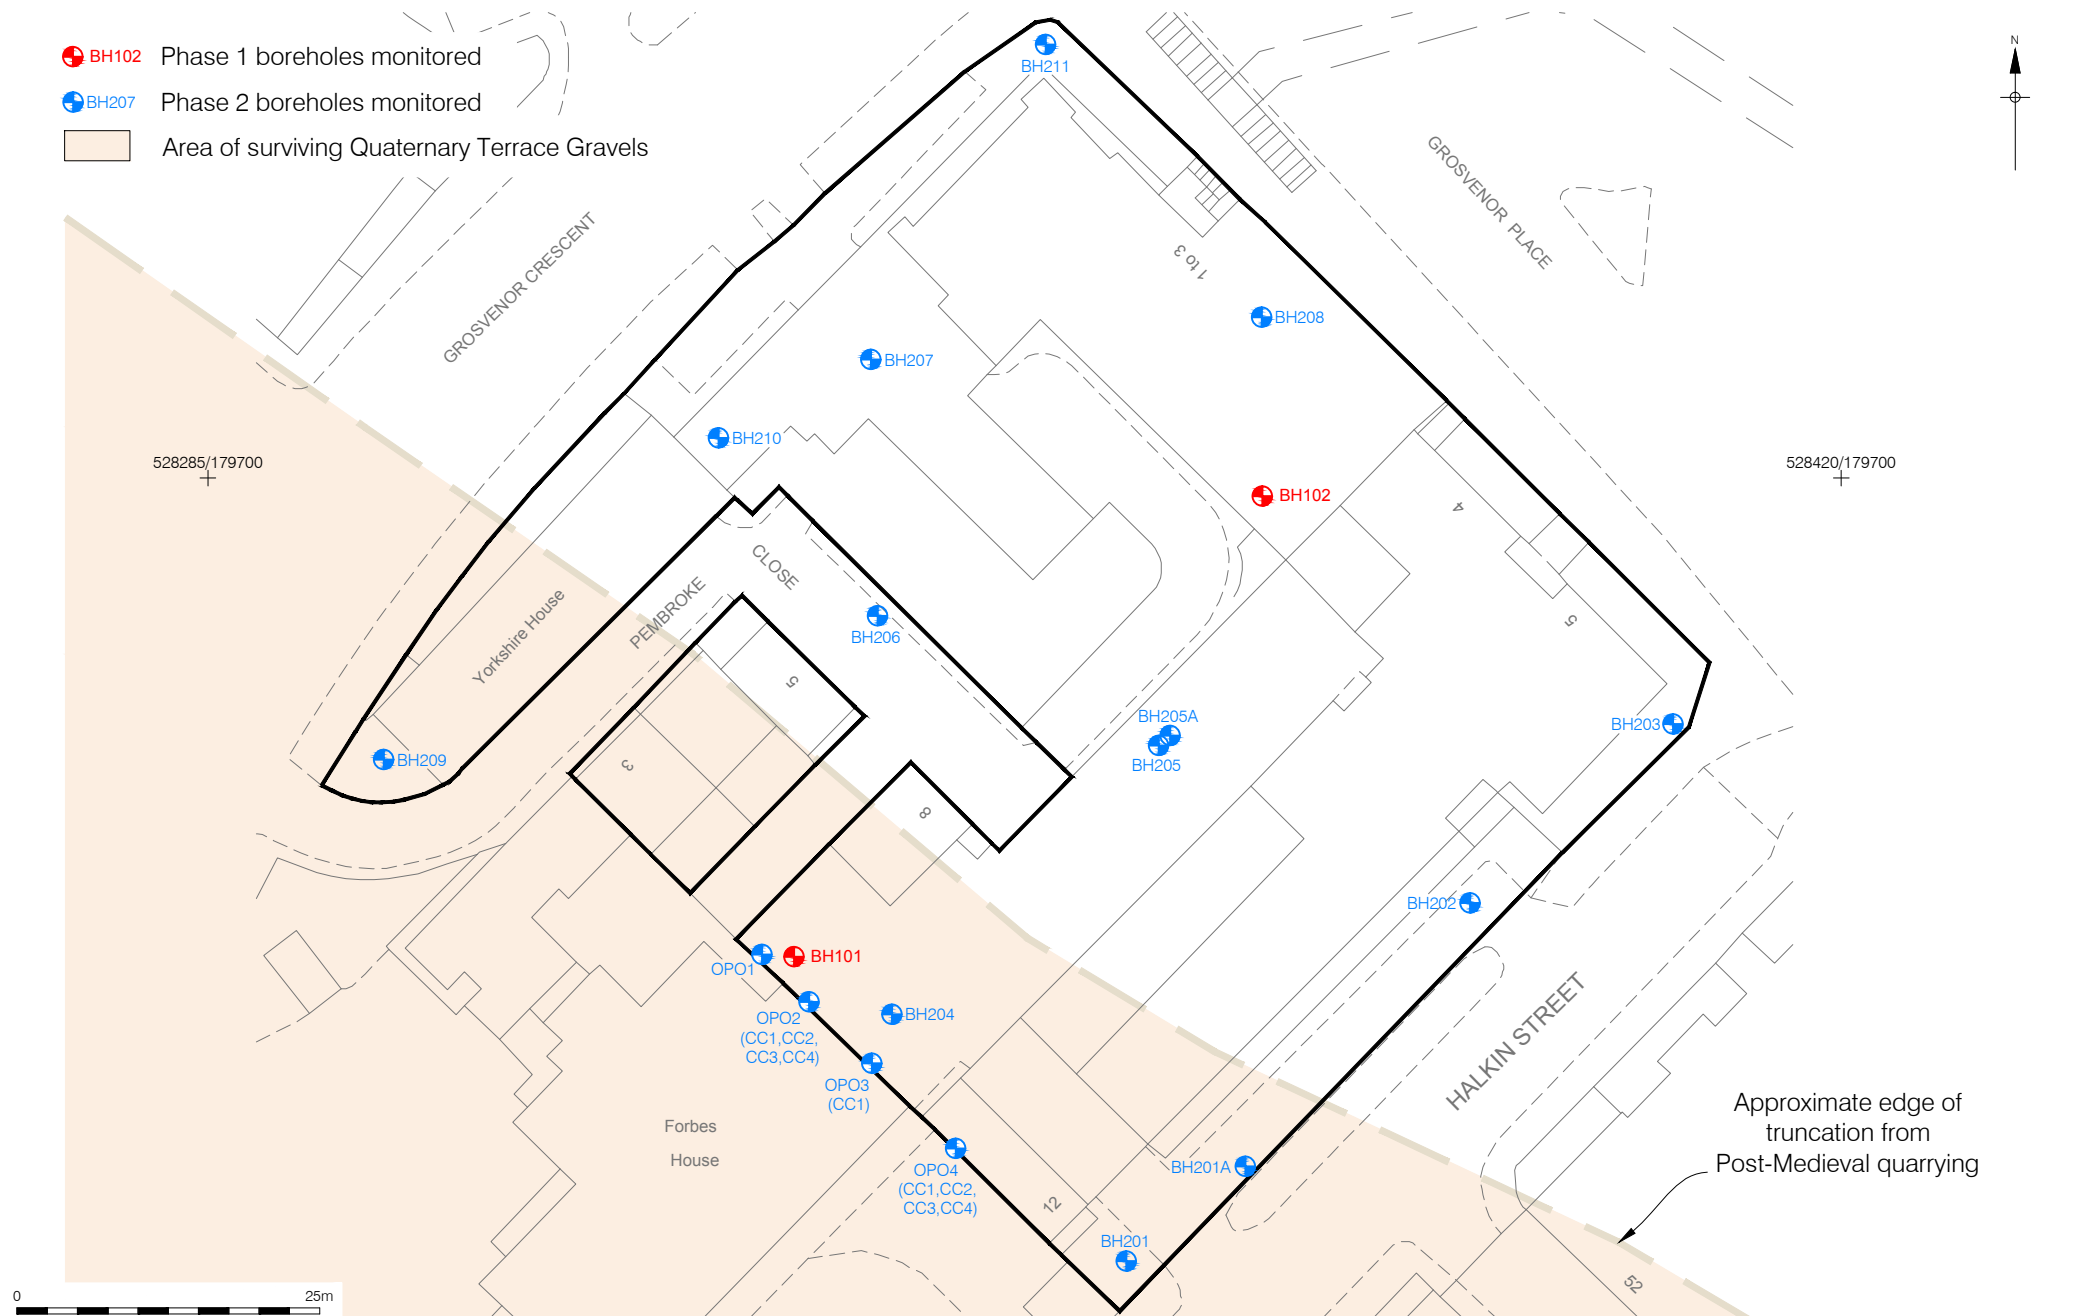 BH102 Phase 1 boreholes monitored
BH207 Phase 2 boreholes monitored
Area of surviving Quaternary Terrace Gravels
N
BH211
GROSVENOR CRESCENT
GROSVENOR PLACE
1 to 3
BH208
BH207
BH210
528285/179700
528420/179700
BH102
4
5
CLOSE
PEMBROKE
Yorkshire House
BH206
5
3
8
BH205A
BH205
BH203
BH209
BH202
OPO1
BH101
OPO2
(CC1,CC2,
CC3,CC4)
BH204
OPO3
(CC1)
HALKIN STREET
Forbes
House
OPO4
(CC1,CC2,
CC3,CC4)
BH201A
12
BH201
Approximate edge of
truncation from
Post-Medieval quarrying
52
0 25m